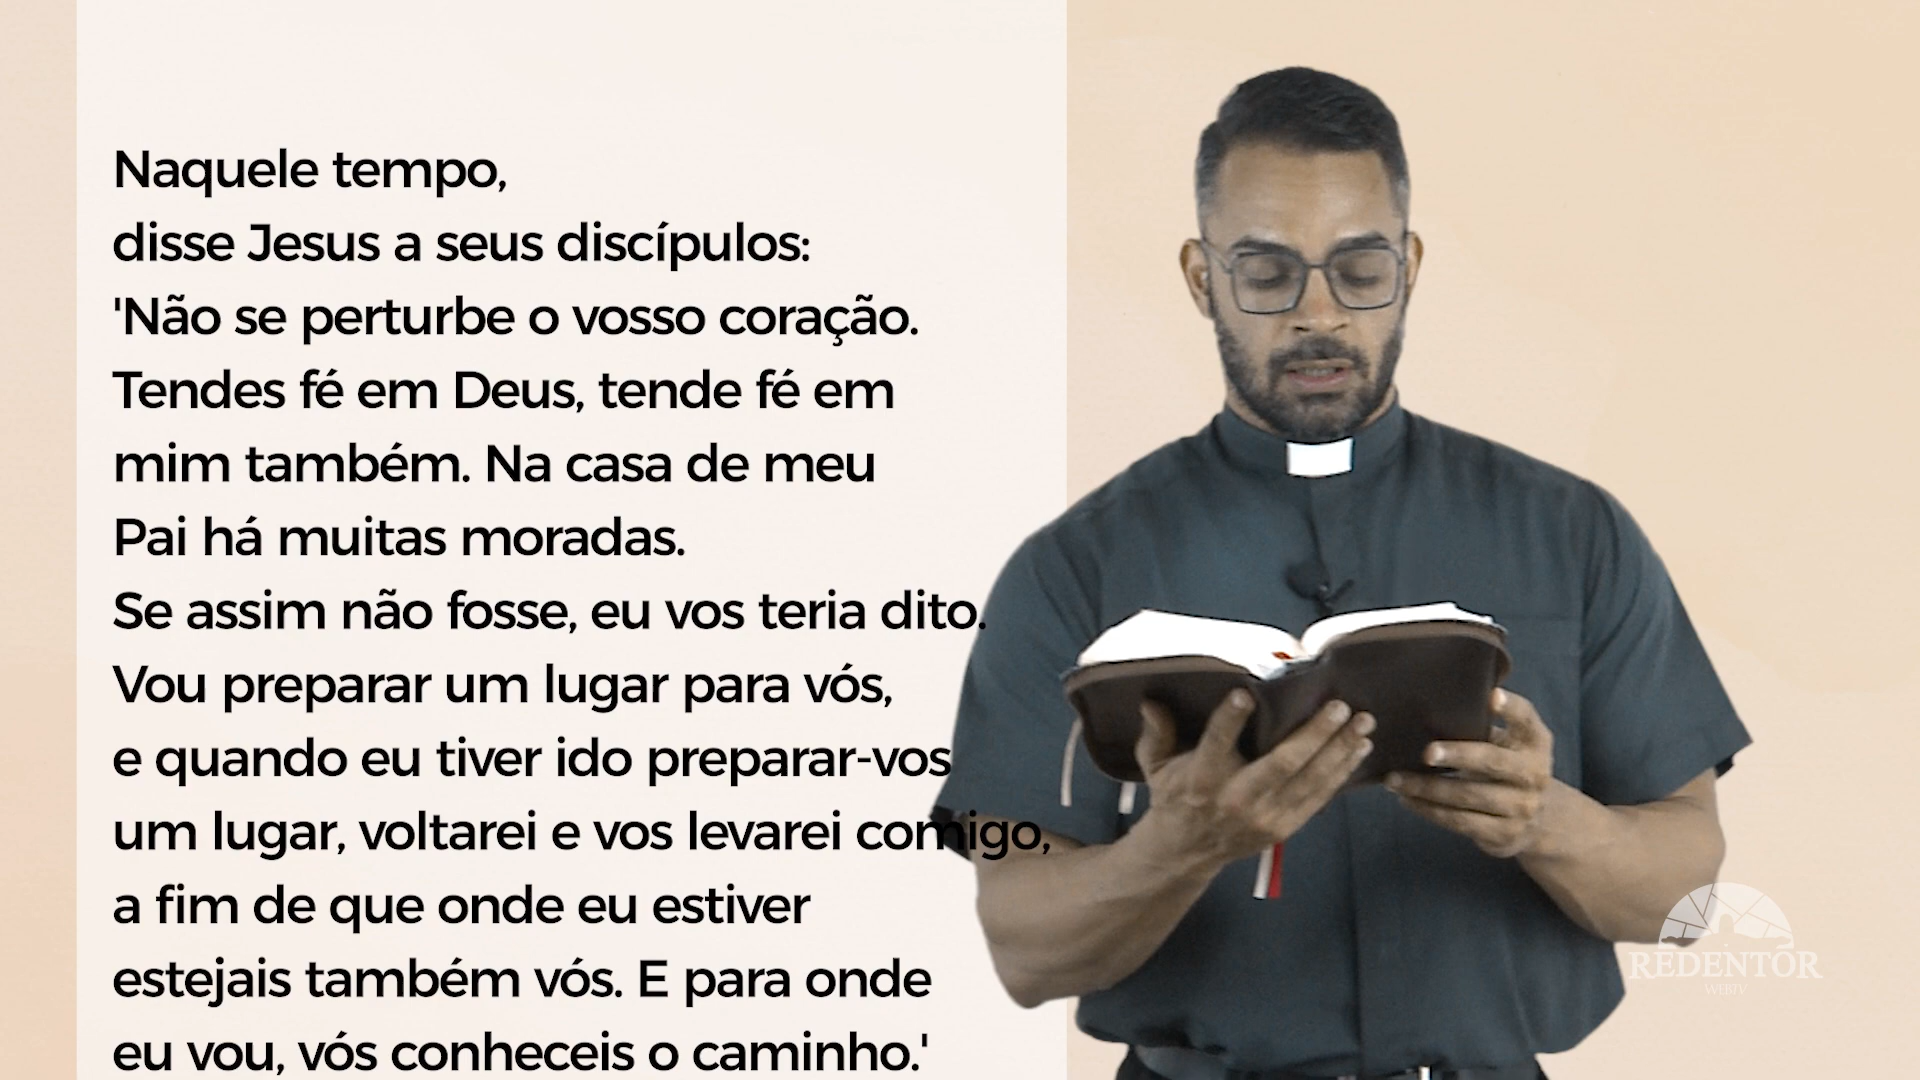 Naquele tempo,
disse Jesus a seus discípulos:
'Não se perturbe o vosso coração.
Tendes fé em Deus, tende fé em
mim também. Na casa de meu
Pai há muitas moradas.
Se assim não fosse, eu vos teria dito.
Vou preparar um lugar para vós,
e quando eu tiver ido preparar-vos
um lugar, voltarei e vos levarei comigo,
a fim de que onde eu estiver
estejais também vós. E para onde
eu vou, vós conheceis o caminho.'
REDENTOR
WEBTV